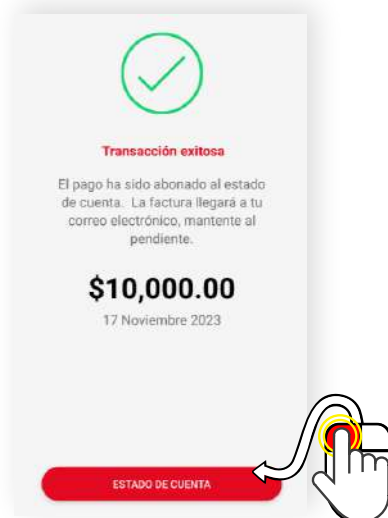 Transacción exitosa
El pago ha sido abonado al estado
de cuenta. La factura llegará a tu
correo electrónico, mantente al
pendiente.
$10,000.00
17 Noviembre 2023
ESTADO DE CUENTA